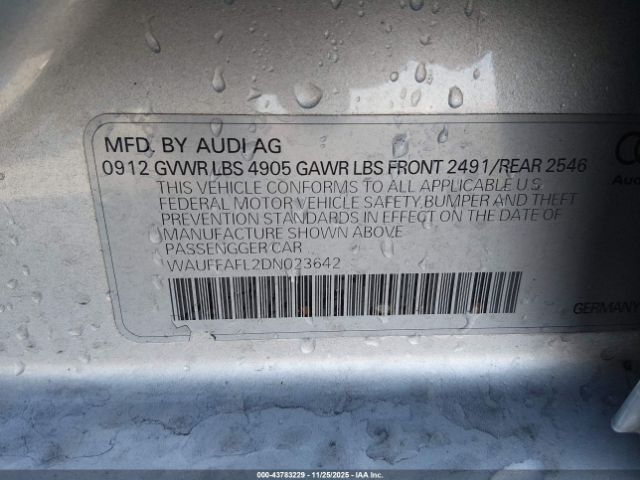 MFD. BY AUDI AG
0912 GVWR LBS 4905 GAWR LBS FRONT 2491/REAR 2546
THIS VEHICLE CONFORMS TO ALL APPLICABLE U.S.
FEDERAL MOTOR VEHICLE SAFETY,BUMPER AND THEFT
PREVENTION STANDARDS IN EFFECT ON THE DATE OF
MANUFACTURE SHOWN ABOVE
PASSENGGER CAR
WAUFFAFL2DN023642
GERMANY
000-43783229 - 11/25/2025 - IAAI.COM